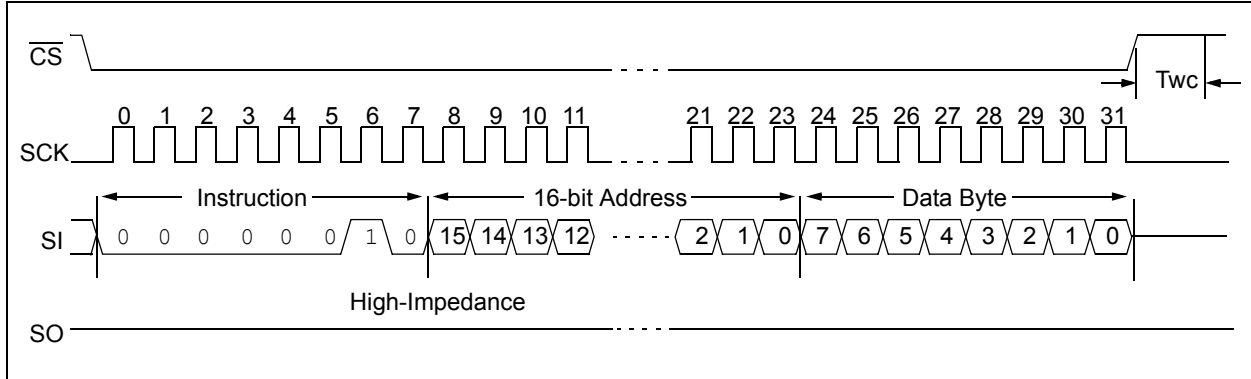 CS
Twc
0 1 2 3 4 5 6 7 8 9 10 11 21 22 23 24 25 26 27 28 29 30 31
SCK
Instruction 16-bit Address Data Byte
SI 0 0 0 0 0 0 1 0 15 14 13 12 2 1 0 7 6 5 4 3 2 1 0
High-Impedance
SO